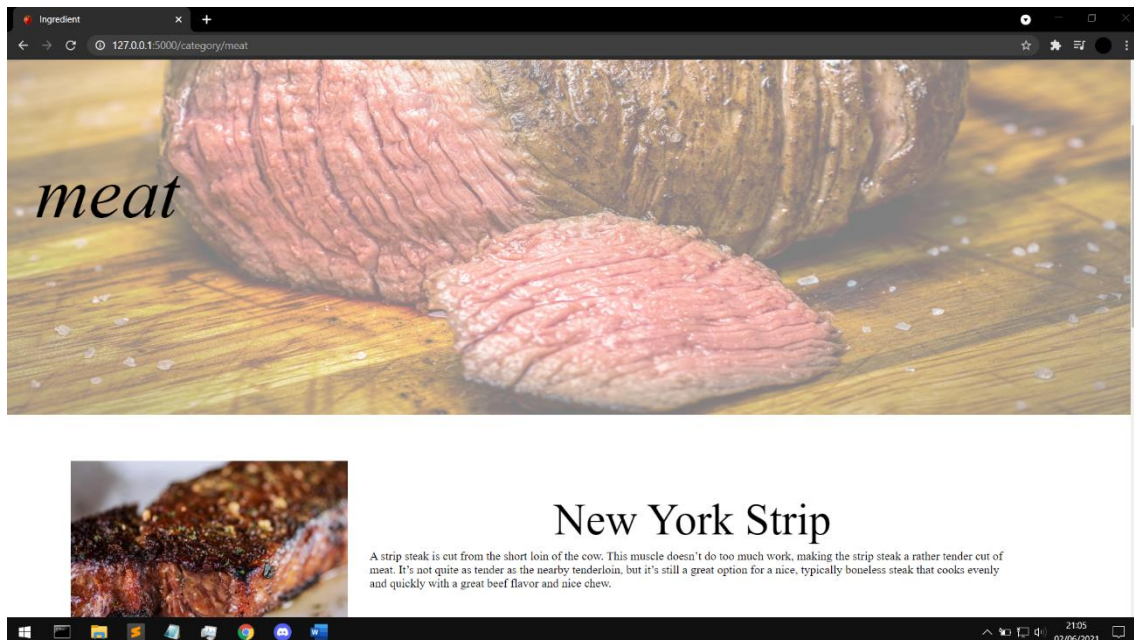 Ingredient
127.0.0.1:5000/category/meat
meat
New York Strip
A strip steak is cut from the short loin of the cow. This muscle doesn't do too much work, making the strip steak a rather tender cut of
meat. It's not quite as tender as the nearby tenderloin, but it's still a great option for a nice, typically boneless steak that cooks evenly
and quickly with a great beef flavor and nice chew.
21:05
02/06/2021